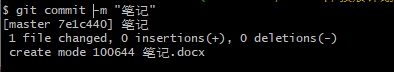 $ git commit -m "笔记"
[master 7e1c440] 笔记
1 file changed, 0 insertions(+), 0 deletions(-)
create mode 100644 笔记.docx